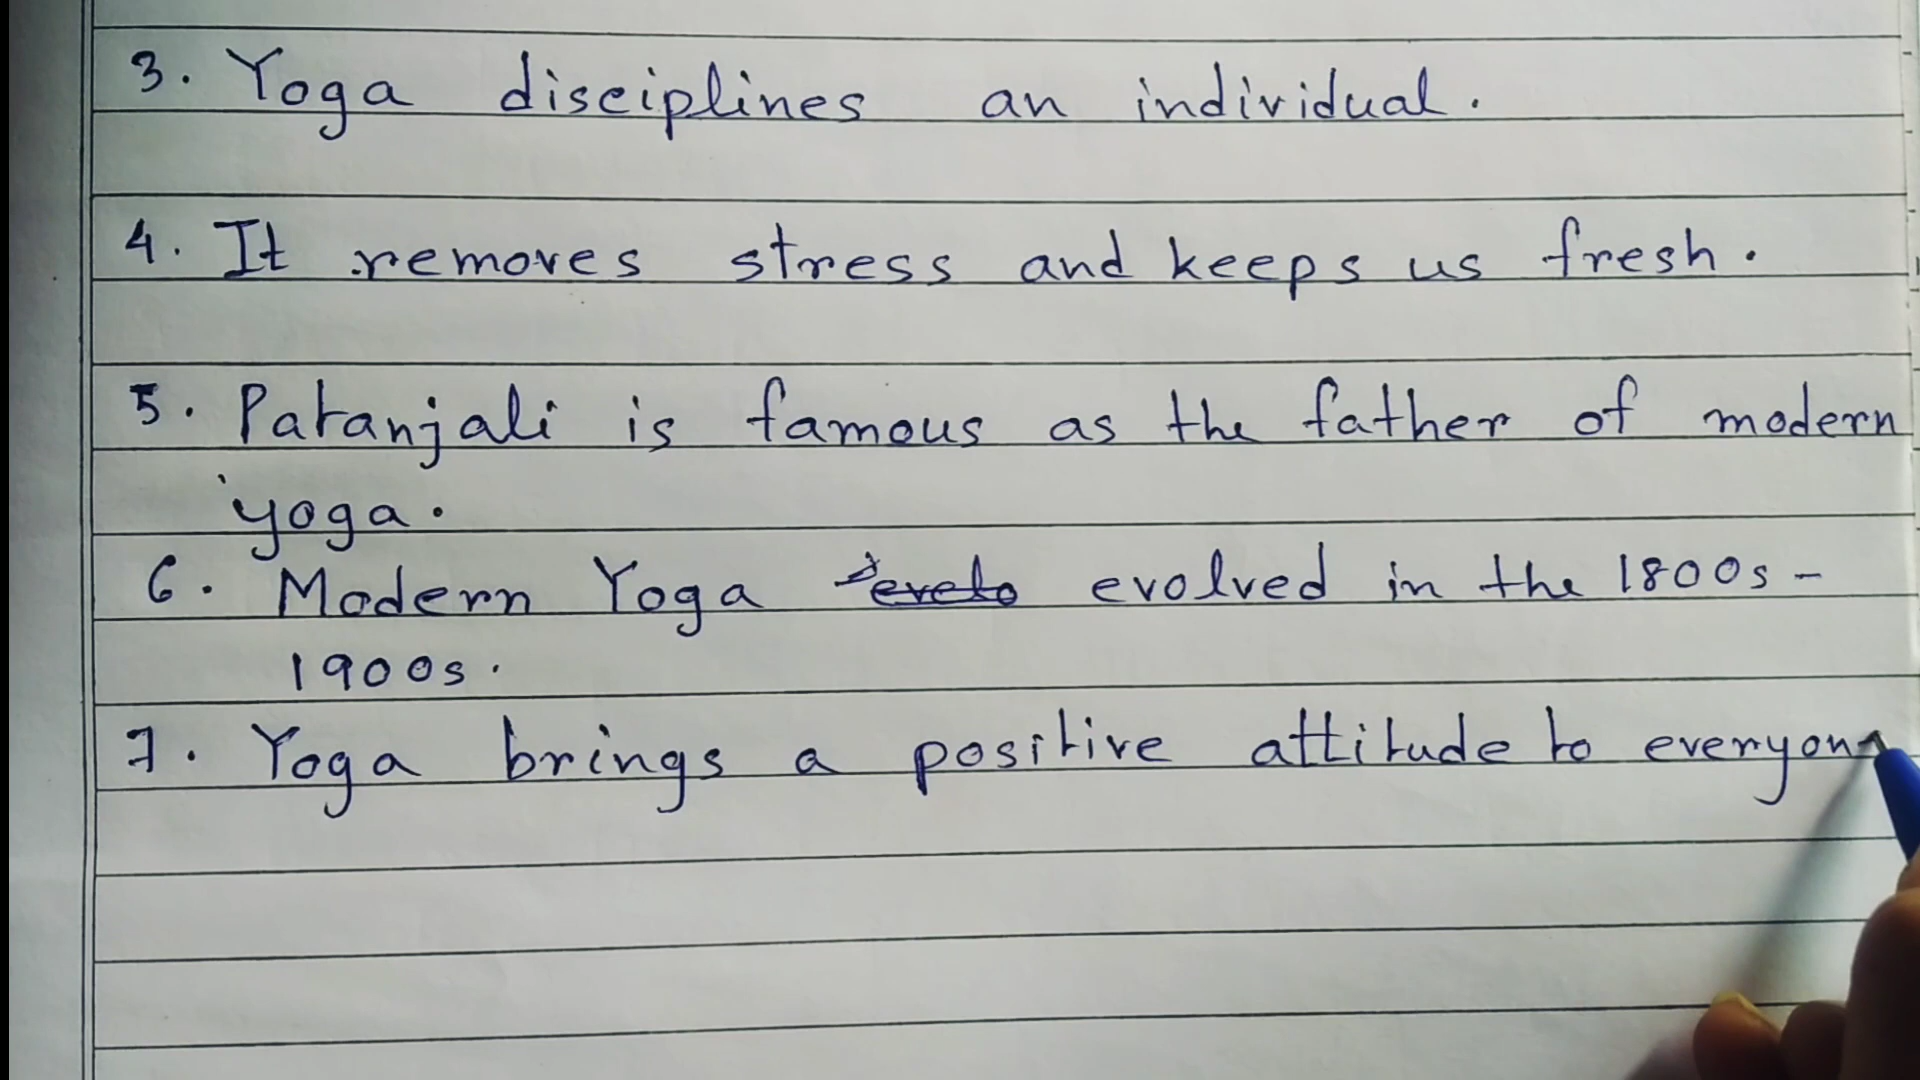 3. Yoga disciplines an individual.
4. It removes stress and keeps us fresh.
5. Patanjali is famous as the father of modern
yoga.
6. Modern Yoga evolved in the 1800s -
1900s.
7. Yoga brings a positive attitude to everyon